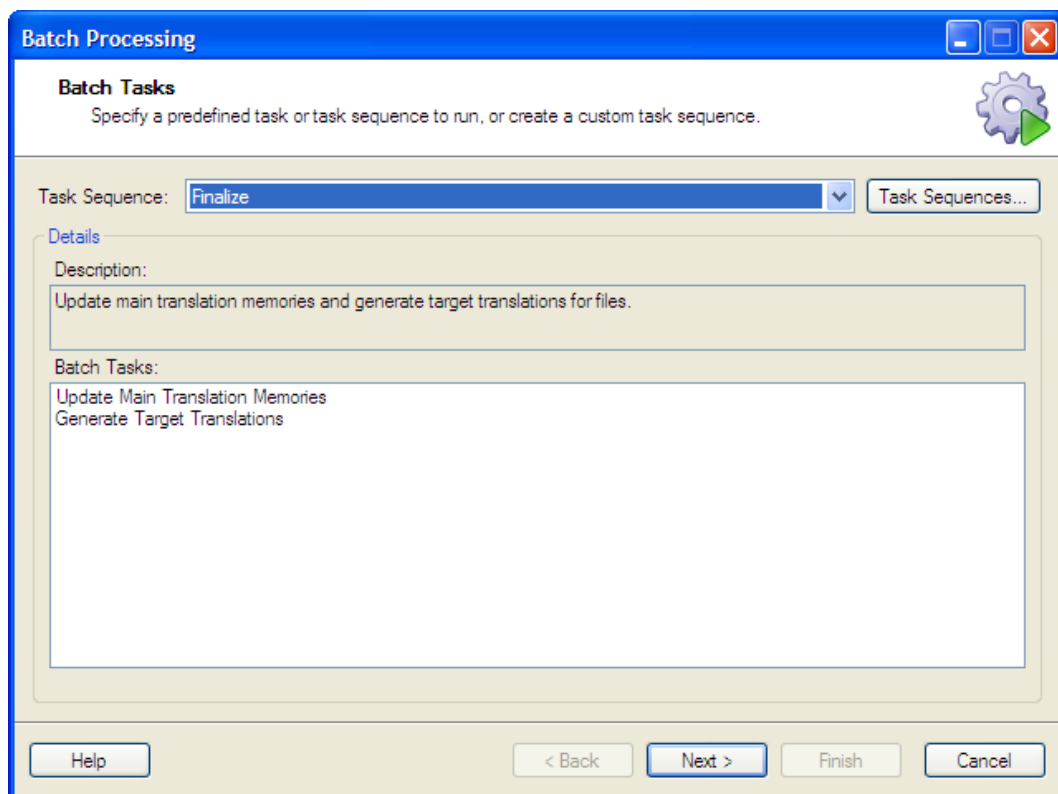 Batch Processing
Batch Tasks
Specify a predefined task or task sequence to run, or create a custom task sequence.
Task Sequence: Finalize Task Sequences...
Details
Description:
Update main translation memories and generate target translations for files.
Batch Tasks:
Update Main Translation Memories
Generate Target Translations
Help < Back Next > Finish Cancel